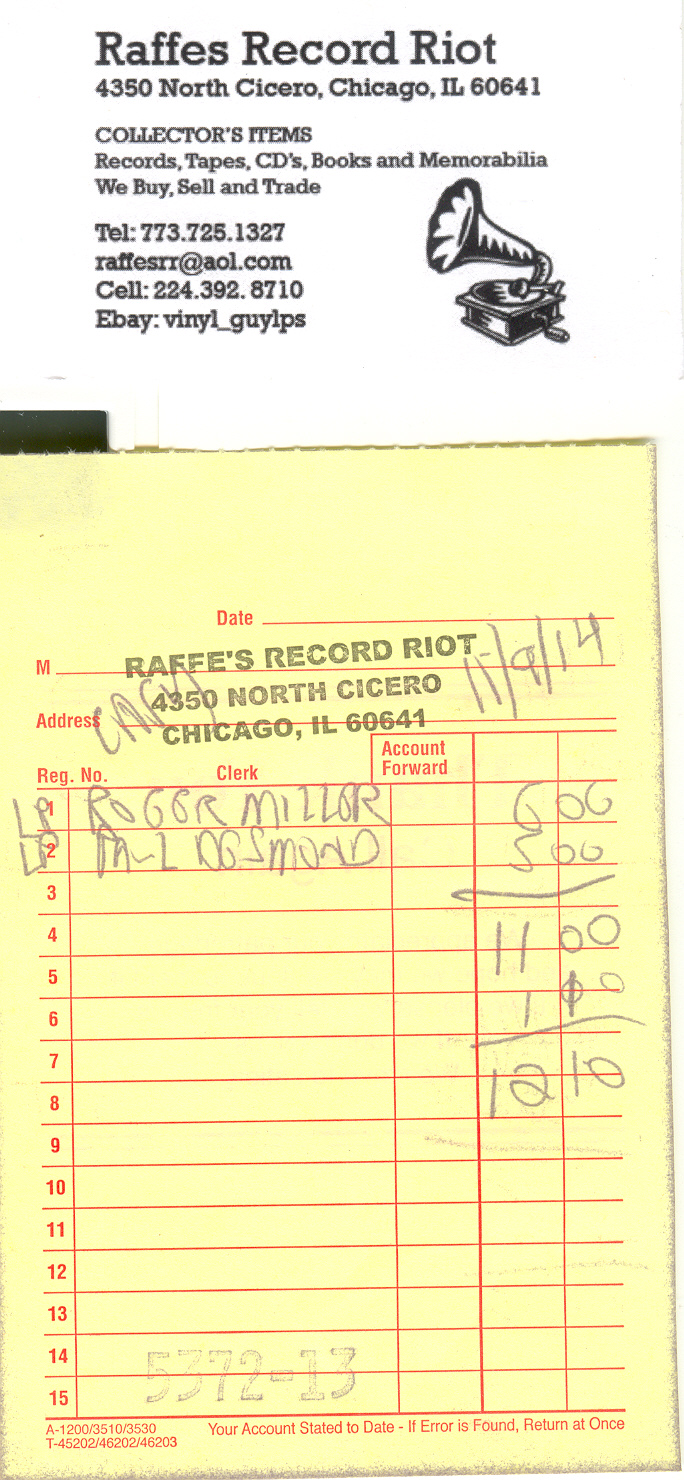 Raffes Record Riot
4350 North Cicero, Chicago, IL 60641
COLLECTOR'S ITEMS
Records, Tapes, CD's, Books and Memorabilia
We Buy, Sell and Trade
Tel: 773.725.1327
raffesrr@aol.com
Cell: 224.392. 8710
Ebay: vinyl_guylps
Date
M RAFFE'S RECORD RIOT 11/9/14
4350 NORTH CICERO
Address CASH CHICAGO, IL 60641
Reg. No. Clerk Account Forward
LP 1 ROGER MILLER 6 00
LP 2 PAUL DESMOND 5 00
3
4 11 00
5
6 1 10
7
8 12 10
9
10
11
12
13
14 5372-13
15
A-1200/3510/3530 Your Account Stated to Date - If Error is Found, Return at Once
T-45202/46202/46203